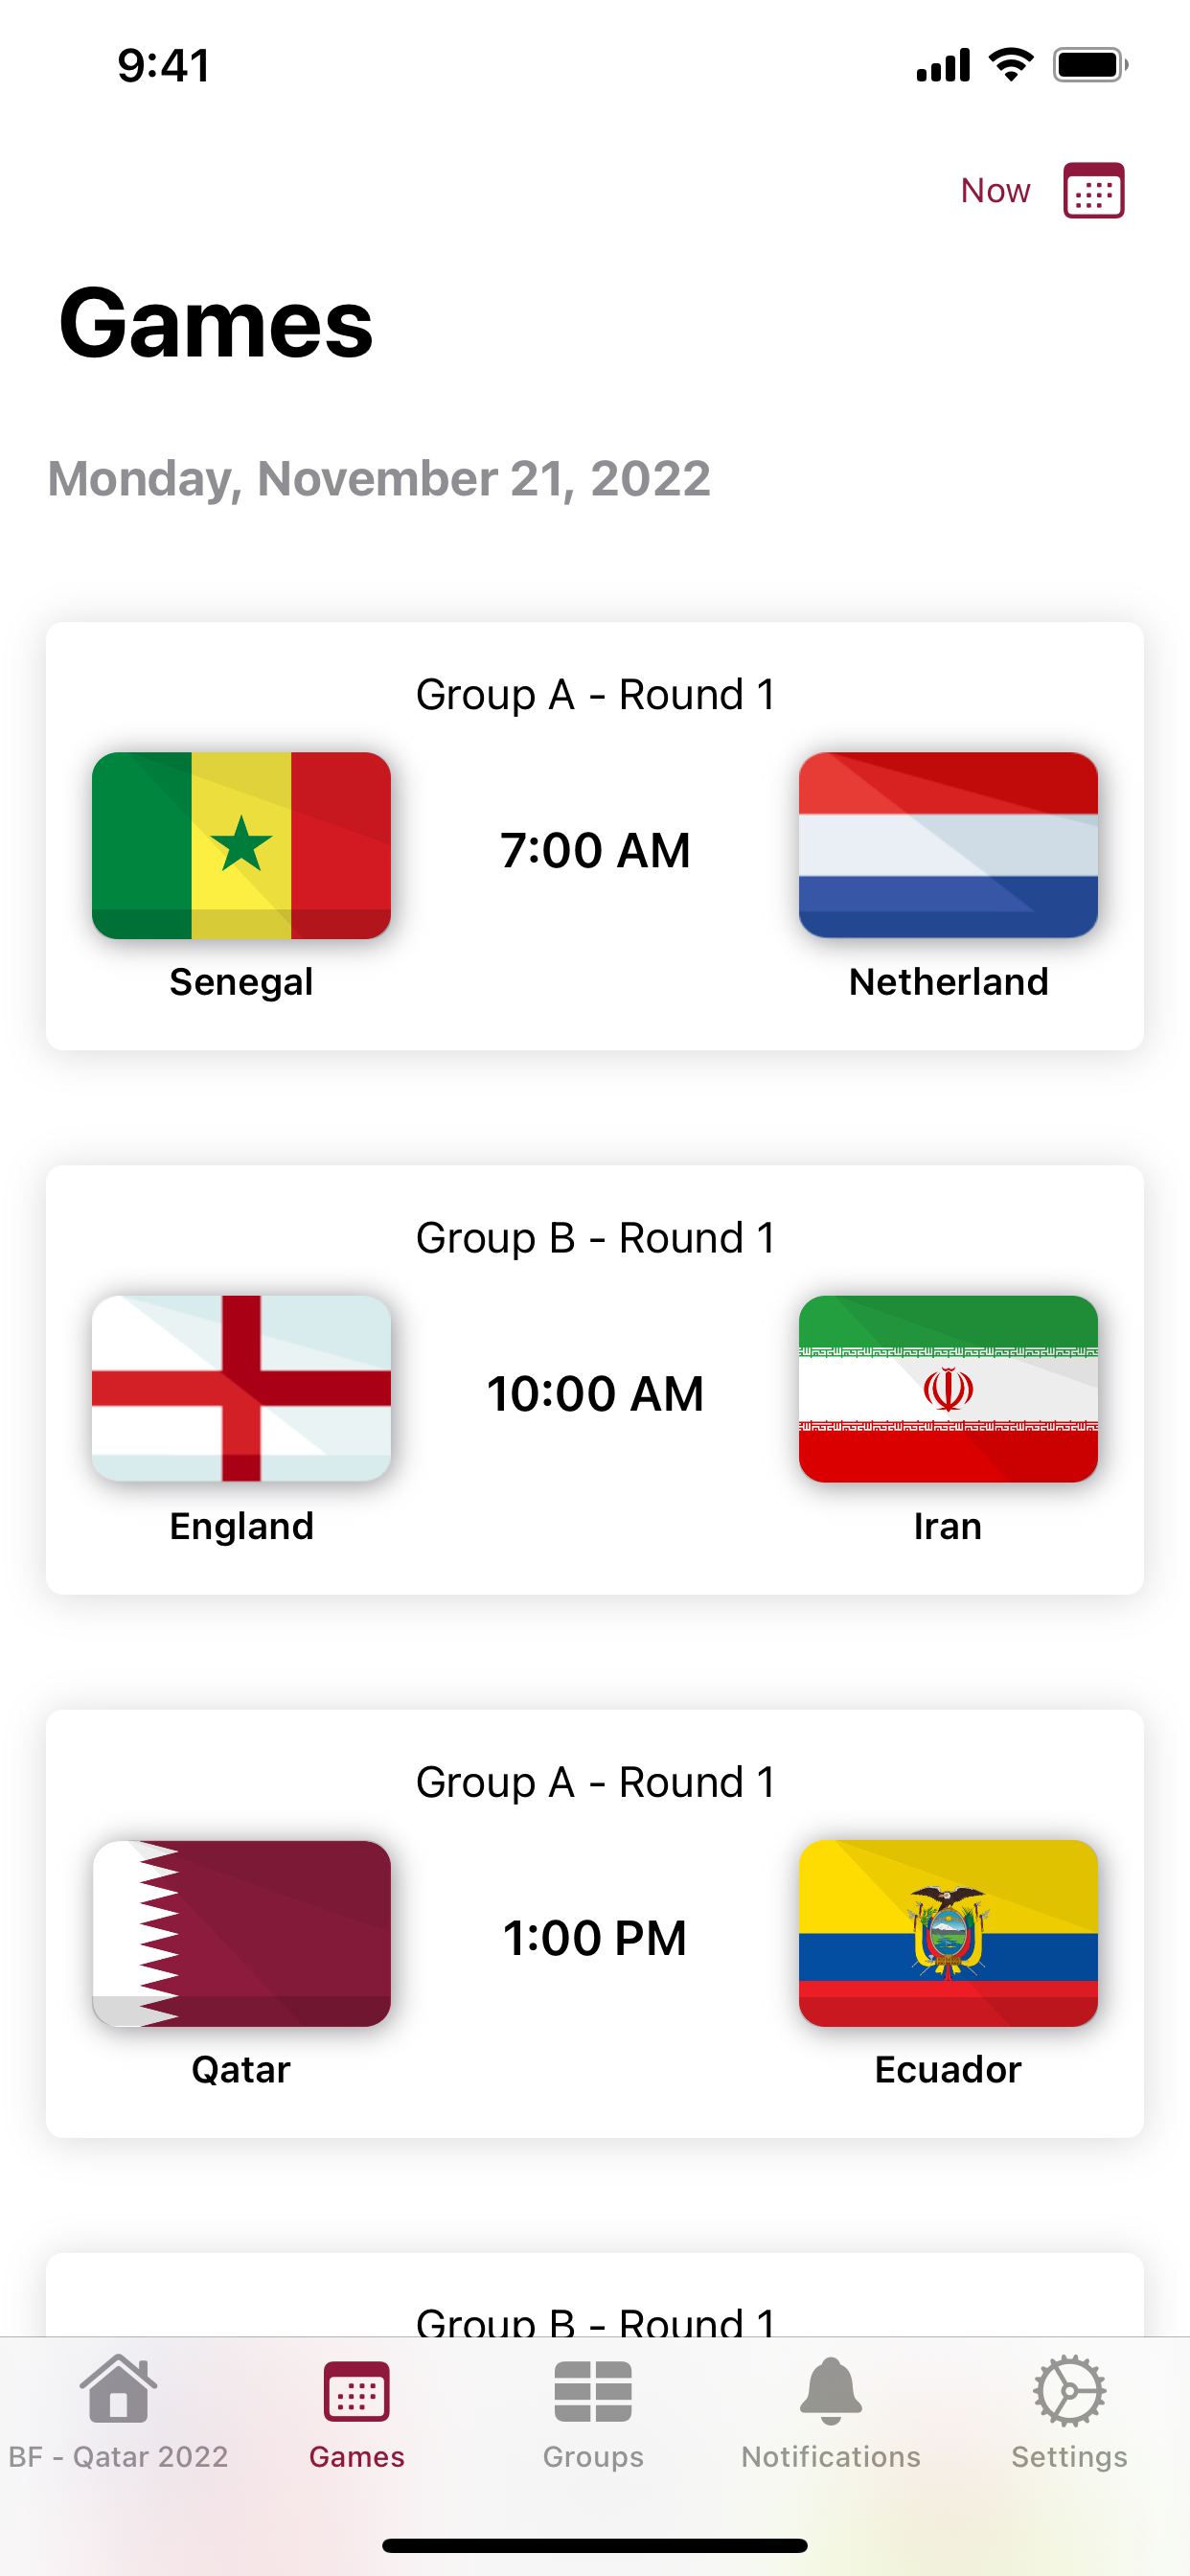 9:41
Now
Games
Monday, November 21, 2022
Group A - Round 1
7:00 AM
Senegal
Netherland
Group B - Round 1
10:00 AM
England
Iran
Group A - Round 1
1:00 PM
Qatar
Ecuador
Group B - Round 1
BF - Qatar 2022
Games
Groups
Notifications
Settings